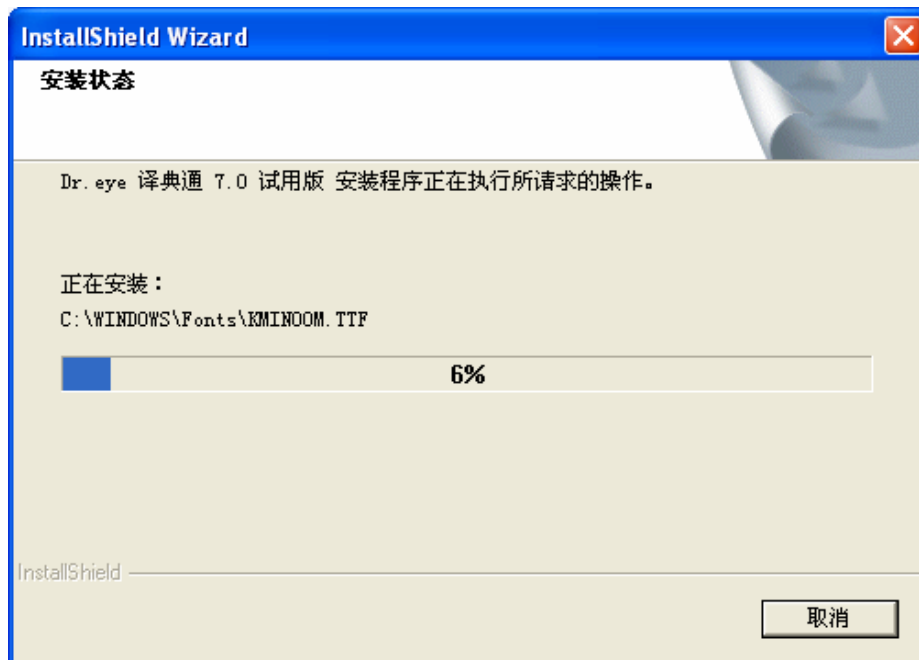 InstallShield Wizard
安装状态
Dr.eye 译典通 7.0 试用版 安装程序正在执行所请求的操作。
正在安装：
C:\WINDOWS\Fonts\KMINOOM.TTF
6%
InstallShield
取消